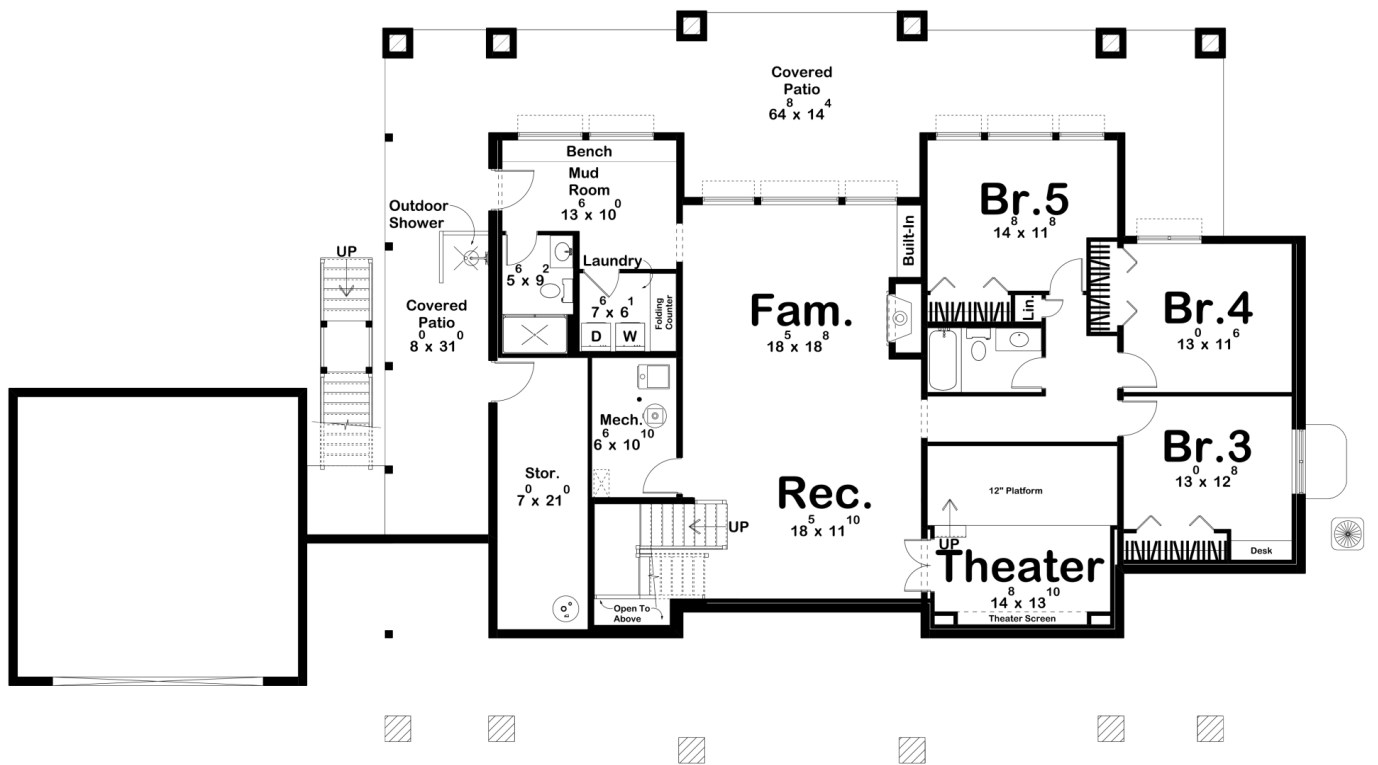 Covered
Patio
64⁸ x 14⁴
Bench
Mud
Room
13⁶ x 10⁰
Outdoor
Shower
UP
Laundry
5⁶ x 9²
7⁶ x 6¹
Folding
Counter
D
W
Covered
Patio
8⁰ x 31⁰
Built-In
Br.5
14⁸ x 11⁸
Lin.
Br.4
13⁰ x 11⁶
Fam.
18⁵ x 18⁸
Mech.
6⁶ x 10¹⁰
Stor.
7⁰ x 21⁰
Rec.
18⁵ x 11¹⁰
UP
Br.3
13⁰ x 12⁸
Desk
12" Platform
UP
Theater
14⁸ x 13¹⁰
Theater Screen
Open To
Above